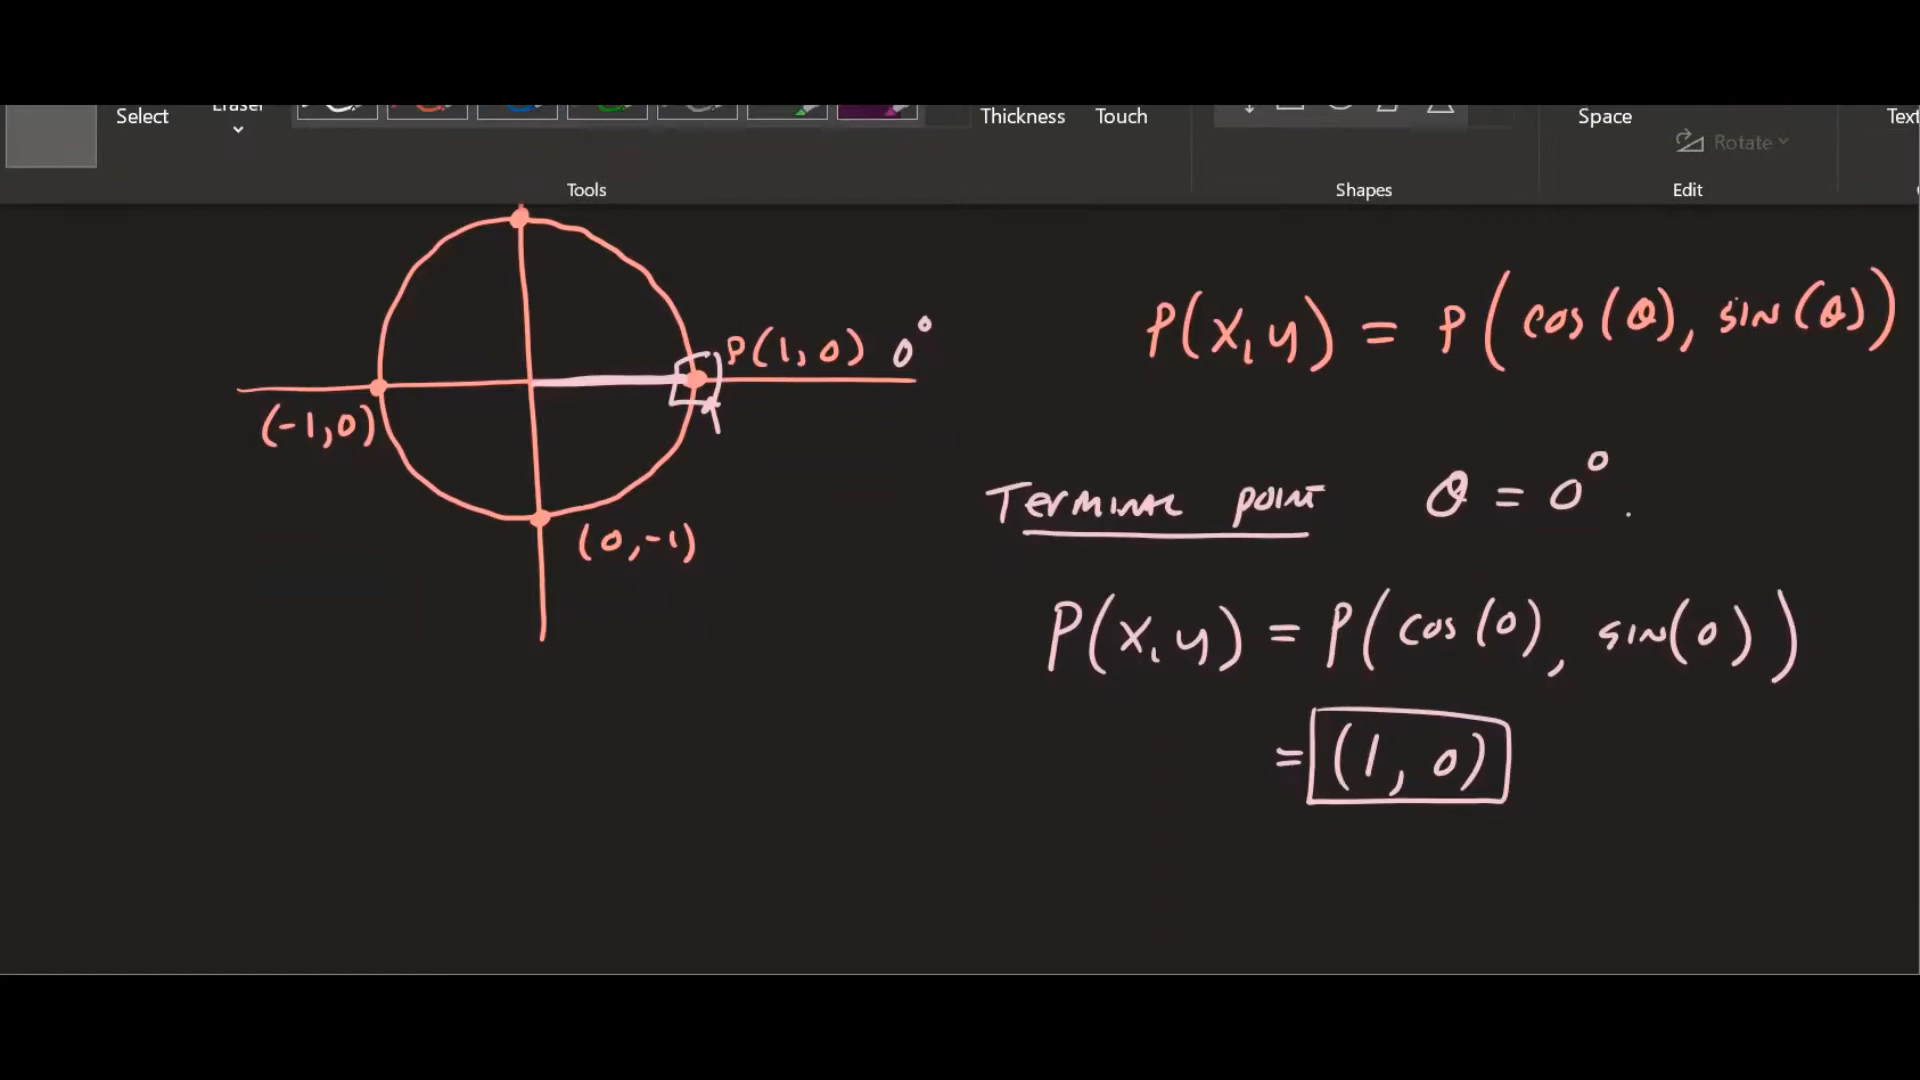 Select
Eraser
Thickness
Touch
Space
Text
Rotate
Tools
Shapes
Edit
P(1,0) 0°
(-1,0)
(0,-1)
P(x,y) = P(cos(θ), sin(θ))
Terminal point θ = 0°.
P(x,y) = P(cos(0), sin(0))
= (1, 0)